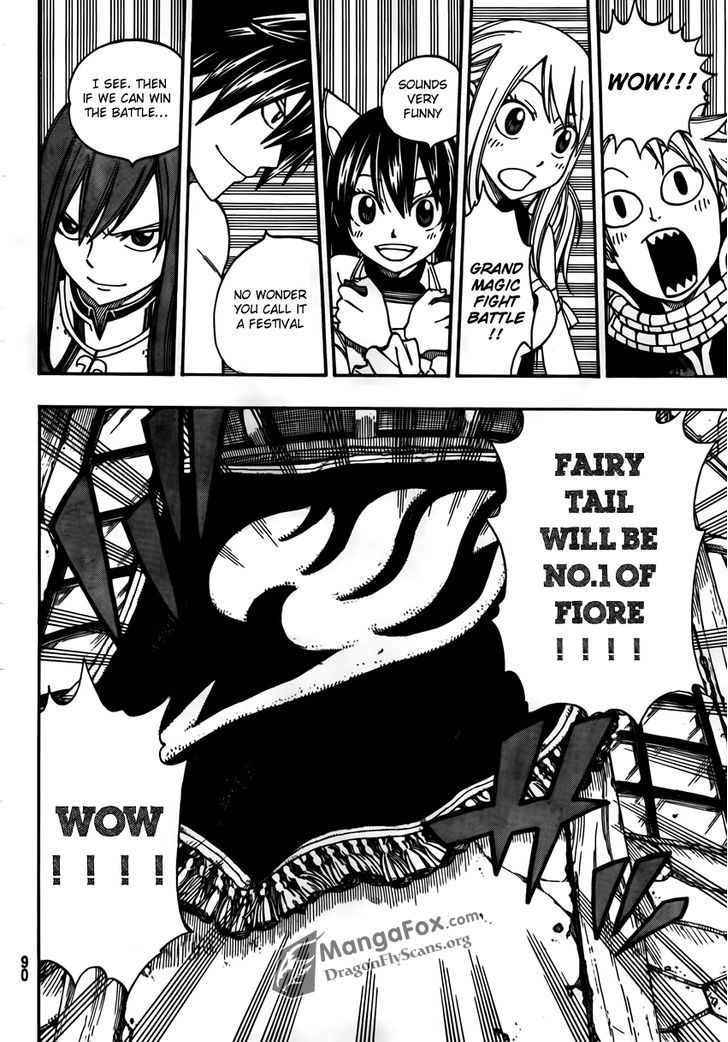 WOW!!!
GRAND
MAGIC
FIGHT
BATTLE
!!
SOUNDS
VERY
FUNNY
NO WONDER
YOU CALL IT
A FESTIVAL
I SEE. THEN
IF WE CAN WIN
THE BATTLE...
FAIRY
TAIL
WILL BE
NO.1 OF
FIORE
!!!!
WOW
!!!!
MangaFox.com
DragonFlyScans.org
90